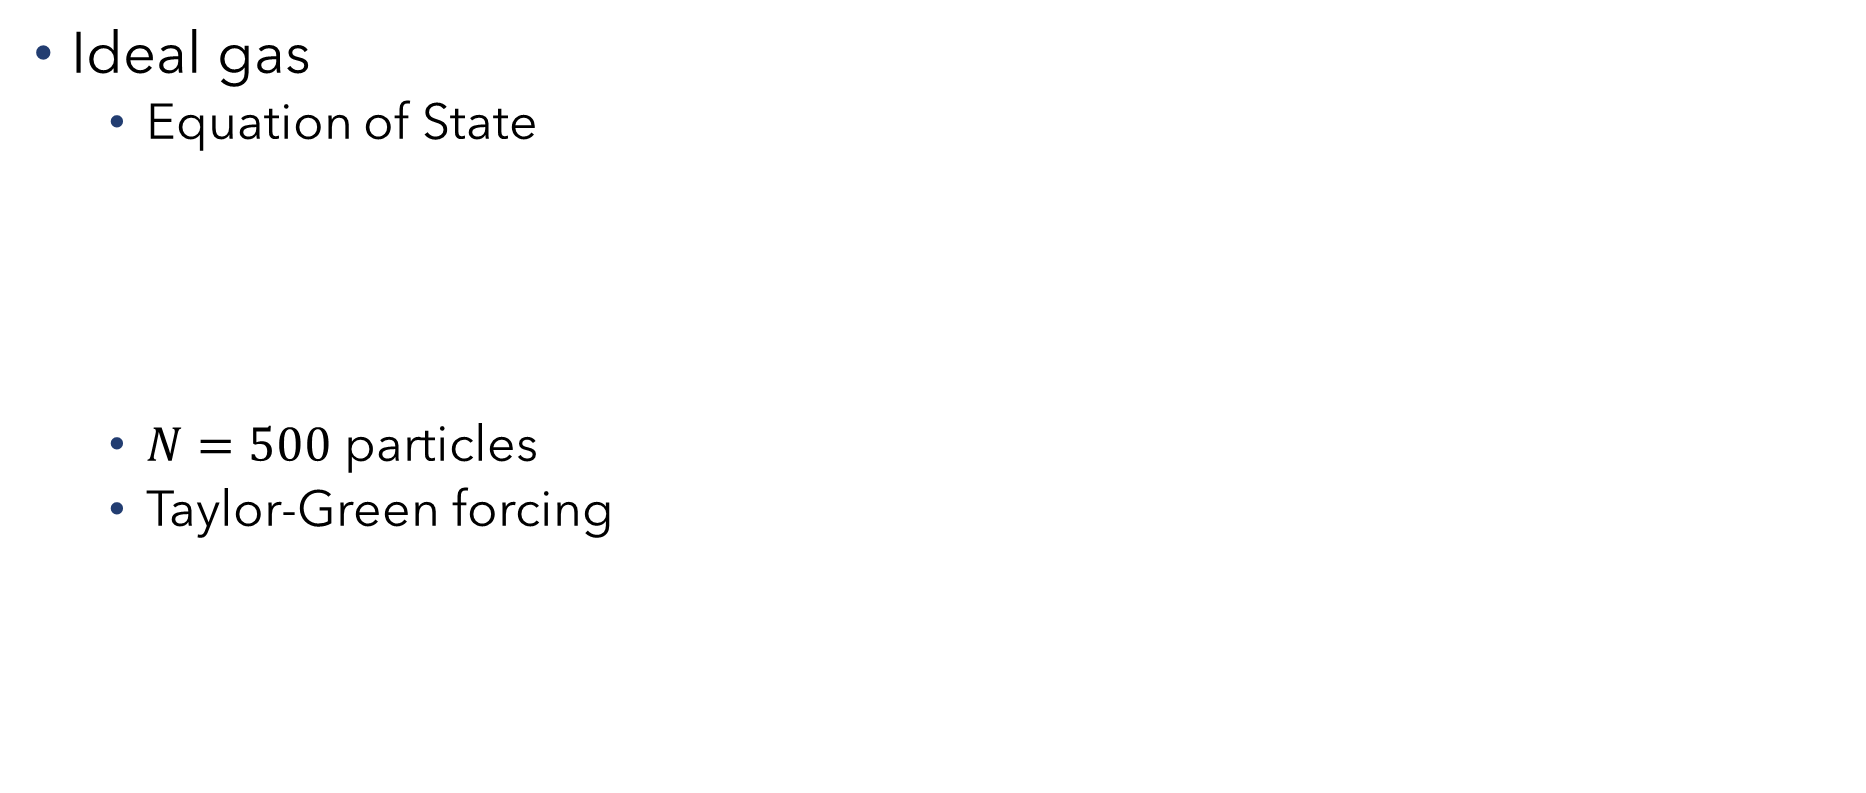 • Ideal gas
• Equation of State
• N = 500 particles
• Taylor-Green forcing